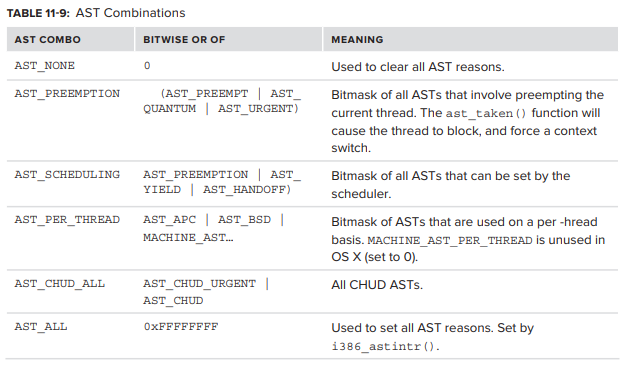 TABLE 11-9: AST Combinations
AST COMBO BITWISE OR OF MEANING
AST_NONE 0 Used to clear all AST reasons.
AST_PREEMPTION (AST_PREEMPT | AST_
QUANTUM | AST_URGENT)
Bitmask of all ASTs that involve preempting the
current thread. The ast_taken() function will
cause the thread to block, and force a context
switch.
AST_SCHEDULING AST_PREEMPTION | AST_
YIELD | AST_HANDOFF)
Bitmask of all ASTs that can be set by the
scheduler.
AST_PER_THREAD AST_APC | AST_BSD |
MACHINE_AST…
Bitmask of ASTs that are used on a per -hread
basis. MACHINE_AST_PER_THREAD is unused in
OS X (set to 0).
AST_CHUD_ALL AST_CHUD_URGENT |
AST_CHUD
All CHUD ASTs.
AST_ALL 0xFFFFFFFF Used to set all AST reasons. Set by
i386_astintr().